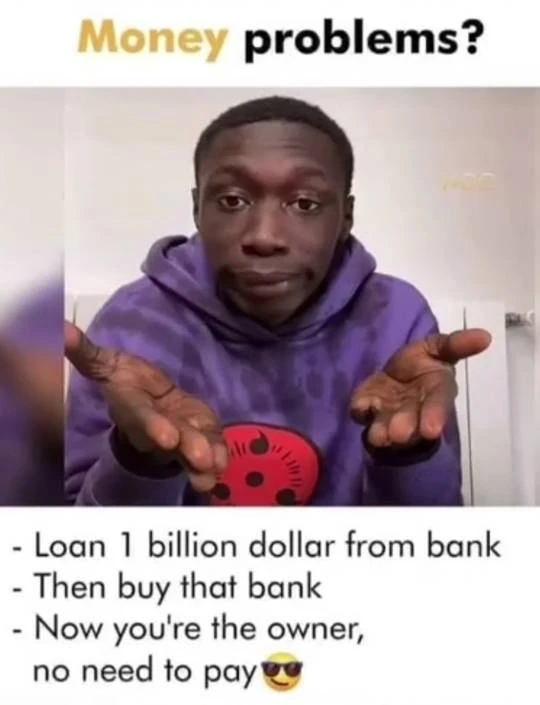 Money problems?
- Loan 1 billion dollar from bank
- Then buy that bank
- Now you're the owner,
no need to pay😎